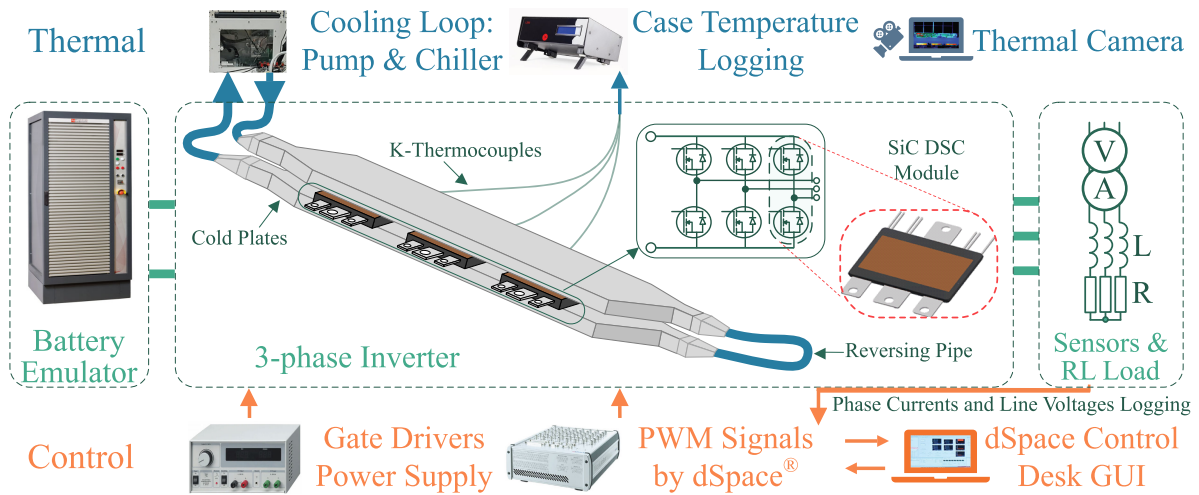 Thermal
Cooling Loop:
Pump & Chiller
Case Temperature
Logging
Thermal Camera
K-Thermocouples
Cold Plates
SiC DSC
Module
V
A
L
R
Battery
Emulator
3-phase Inverter
Reversing Pipe
Sensors &
RL Load
Phase Currents and Line Voltages Logging
Control
Gate Drivers
Power Supply
PWM Signals
by dSpace®
dSpace Control
Desk GUI